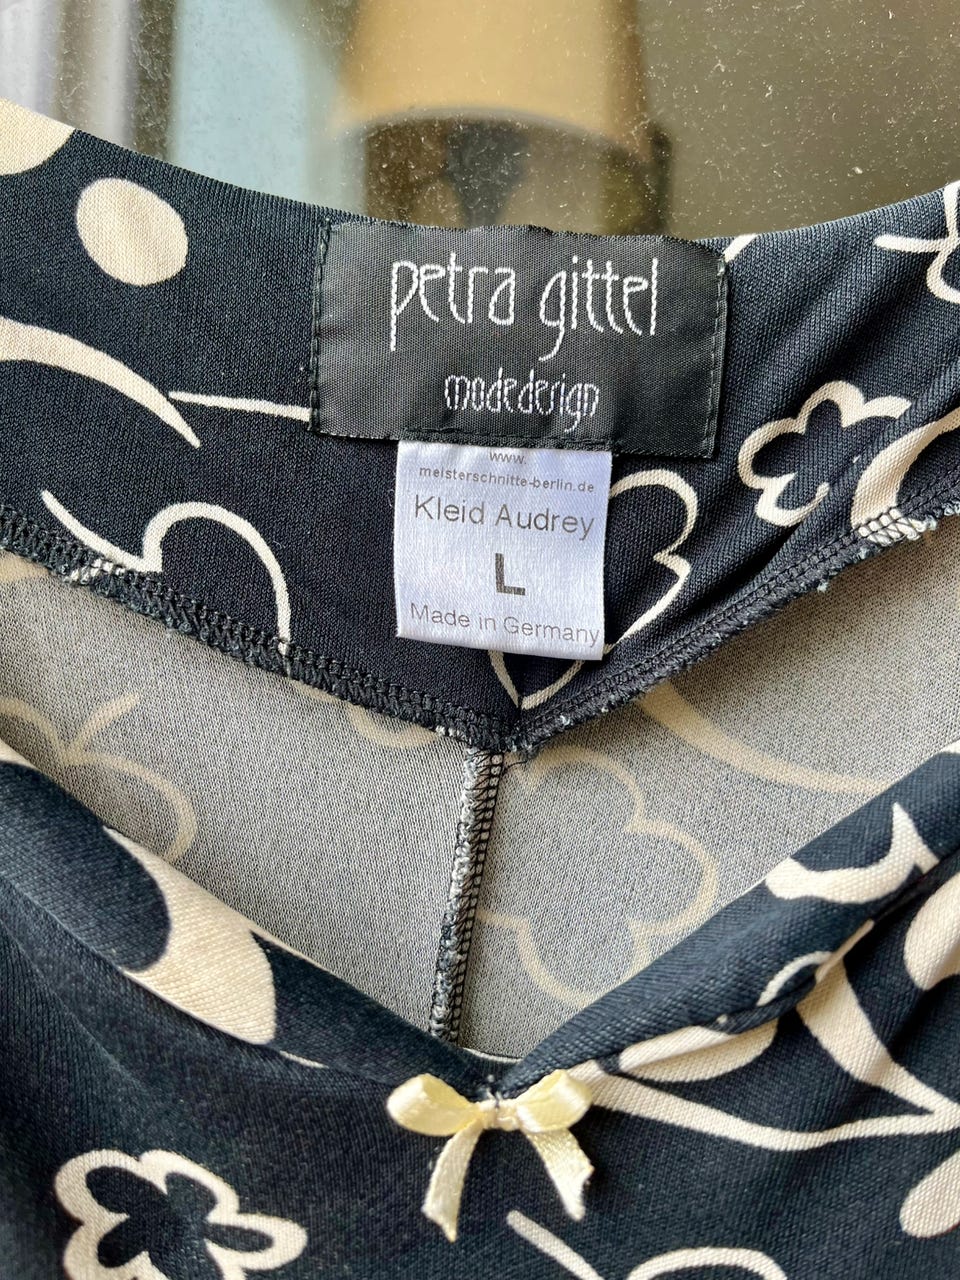 petra gittel
modedesign
www.
meisterschnitte-berlin.de
Kleid Audrey
L
Made in Germany